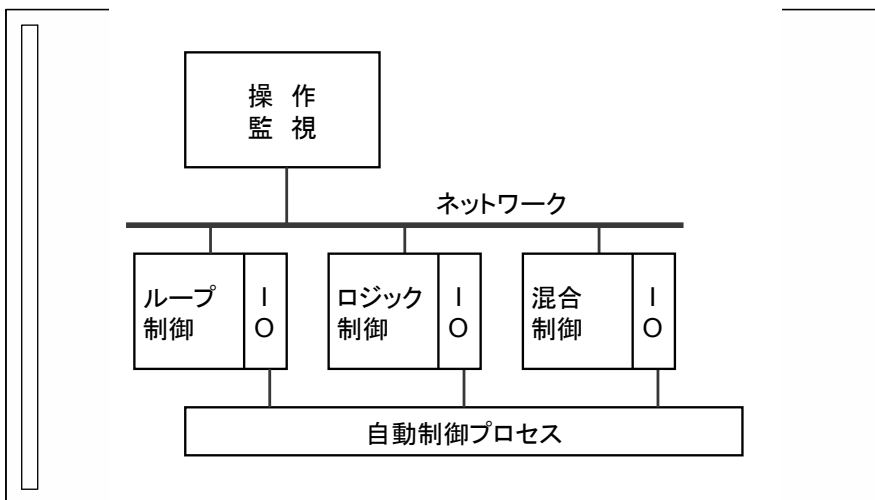 操 作
監 視
ネットワーク
ループ
制御
I
O
ロジック
制御
I
O
混合
制御
I
O
自動制御プロセス